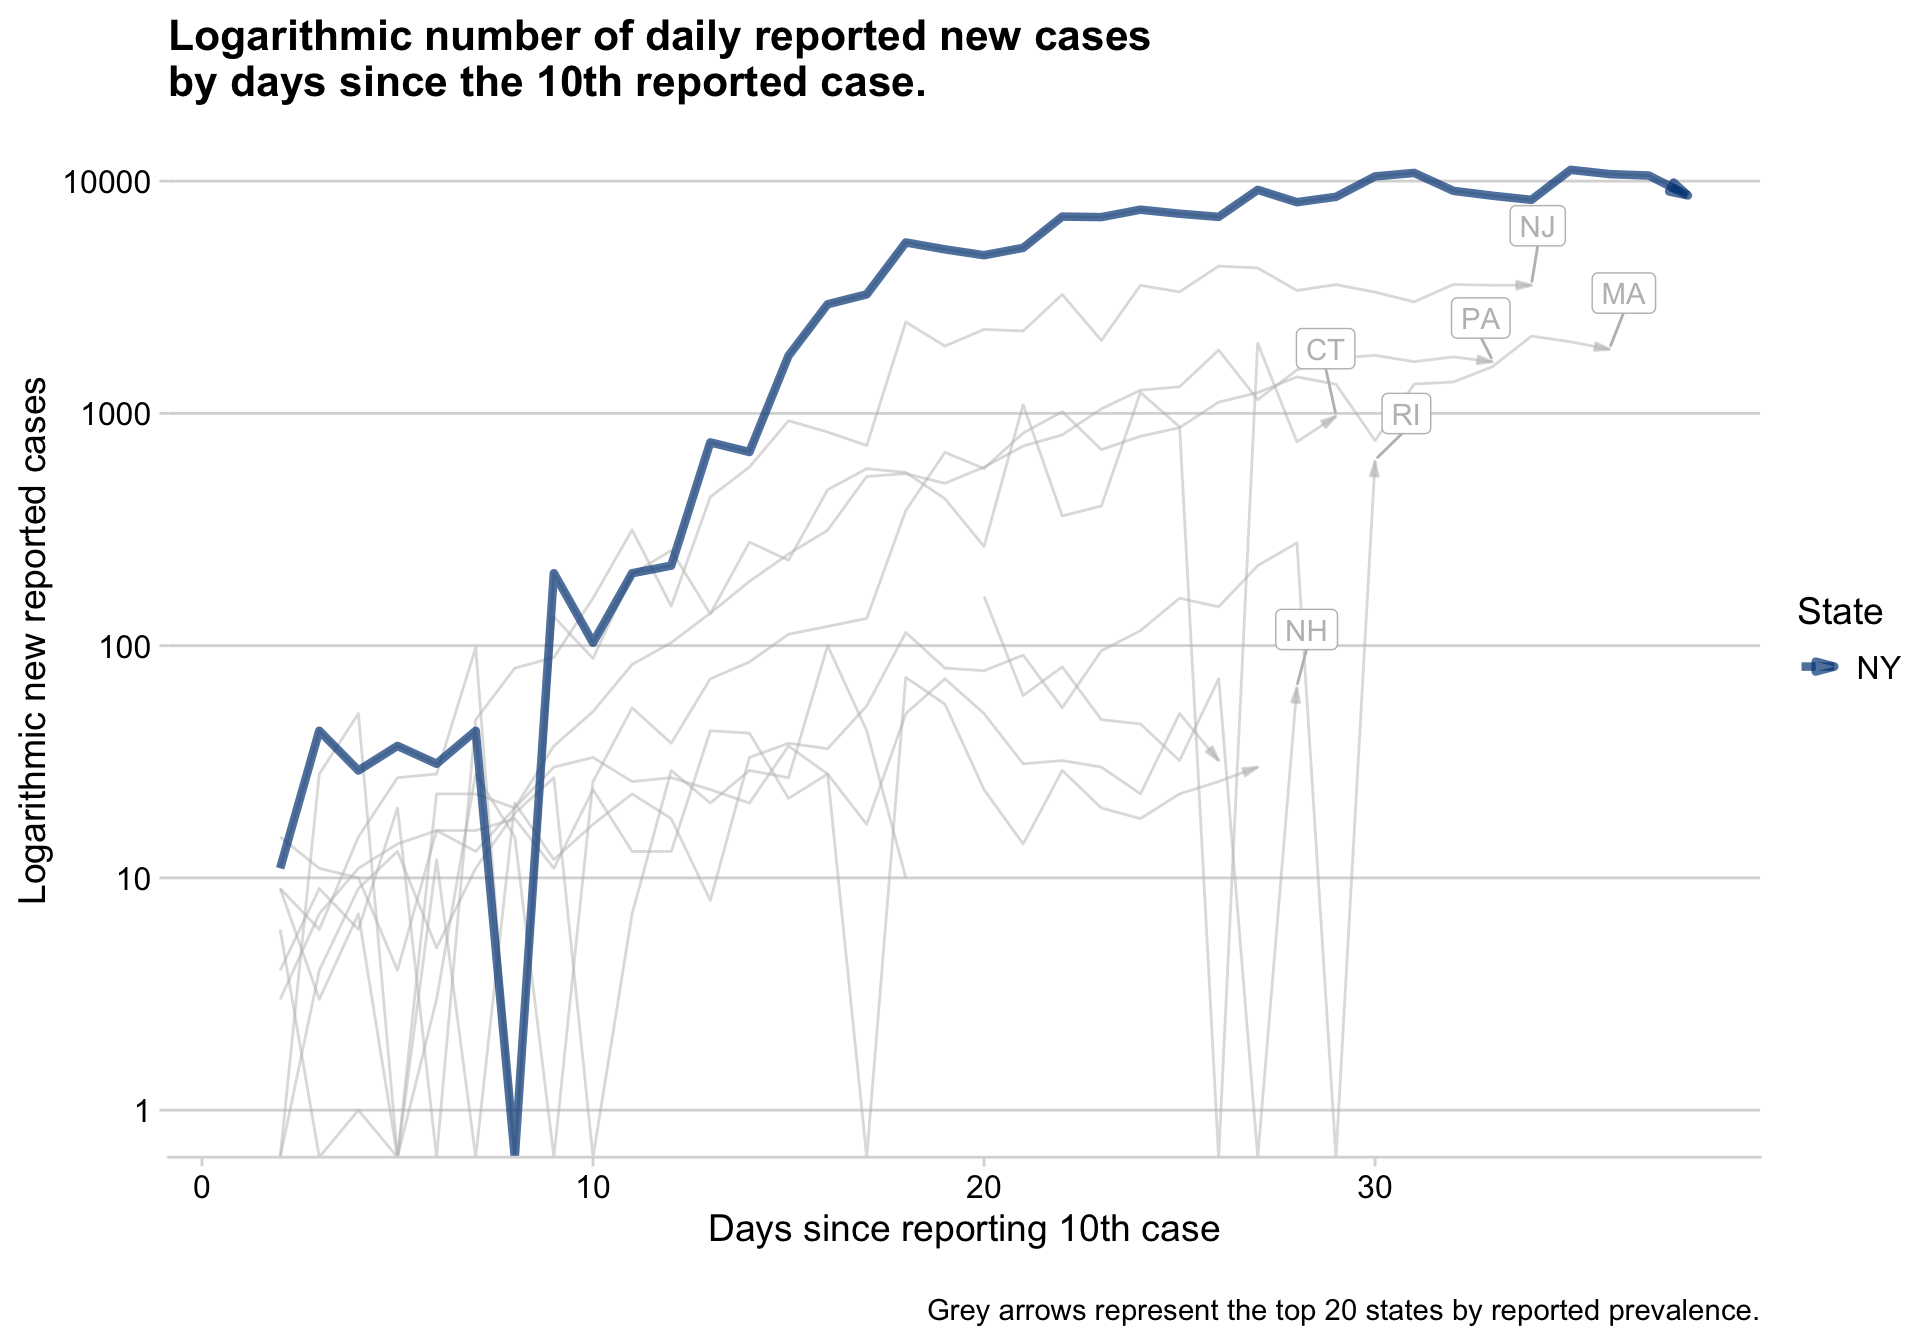 Logarithmic number of daily reported new cases
by days since the 10th reported case.
Logarithmic new reported cases
10000
1000
100
10
1
NJ
MA
PA
CT
RI
NH
State
NY
0
10
20
30
Days since reporting 10th case
Grey arrows represent the top 20 states by reported prevalence.